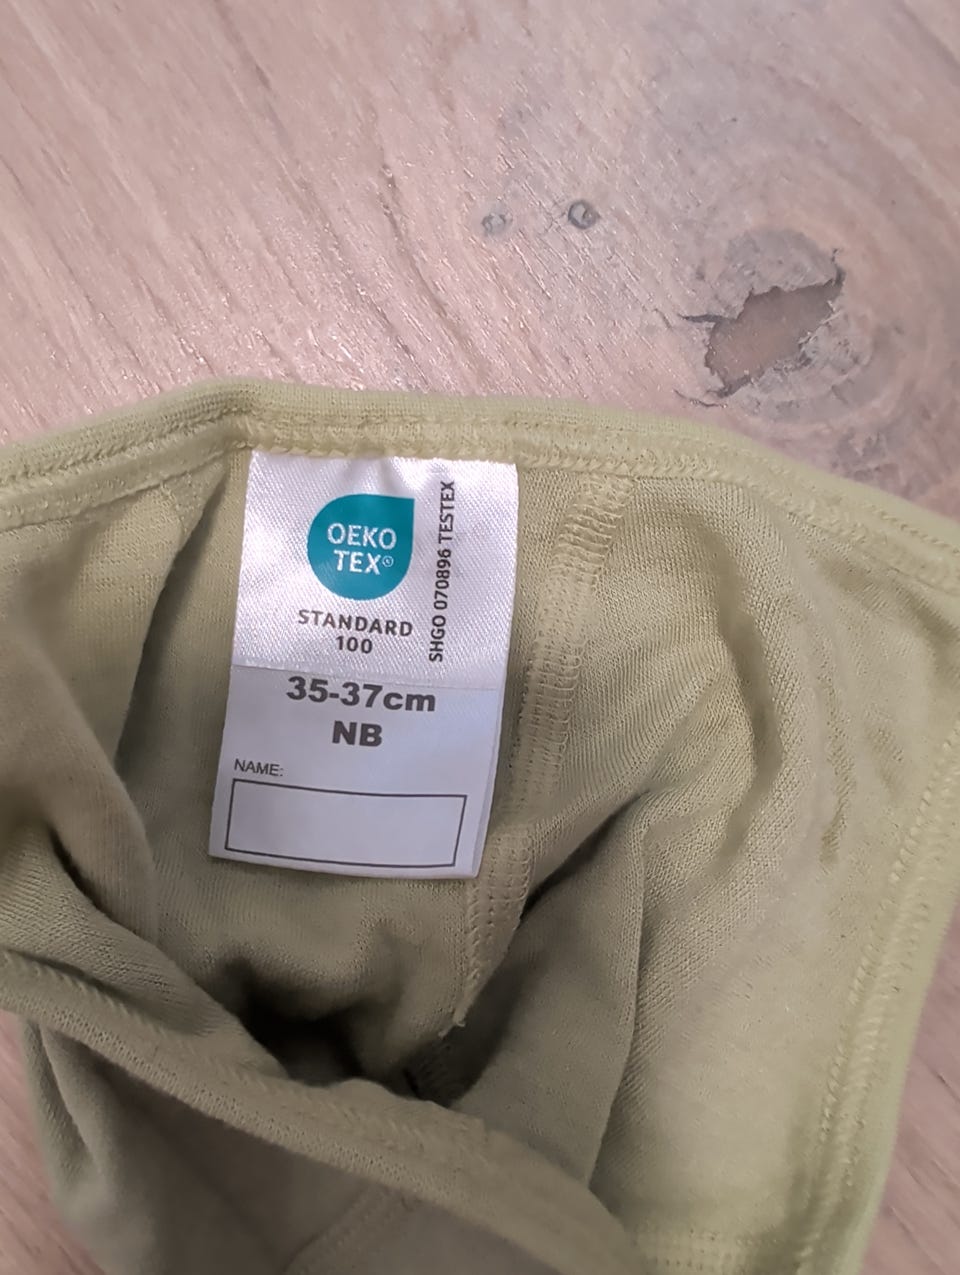 OEKO
TEX®
STANDARD
100
SHGO 070896 TESTEX
35-37cm
NB
NAME: